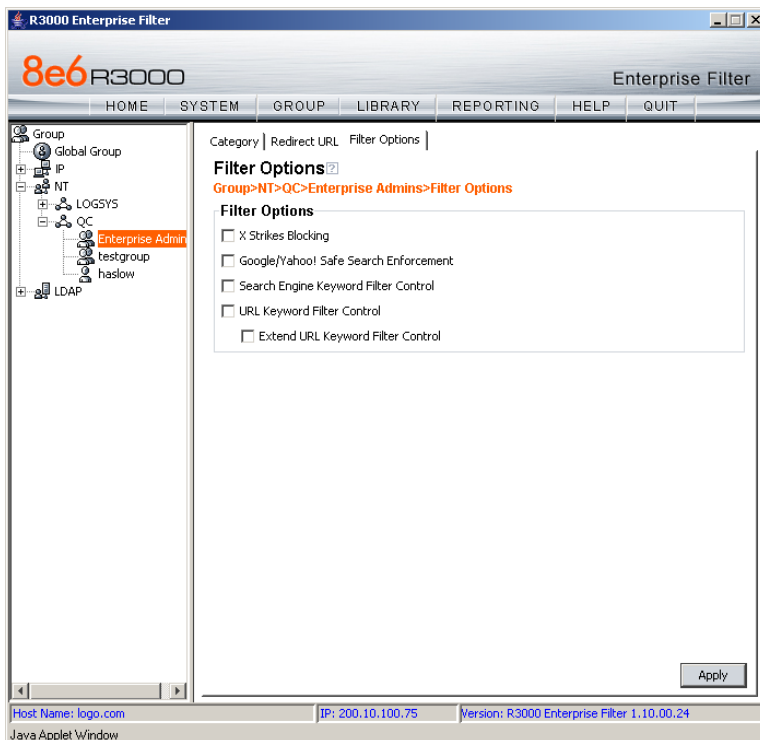 R3000 Enterprise Filter
8e6 R3000
Enterprise Filter
HOME SYSTEM GROUP LIBRARY REPORTING HELP QUIT
Group
Global Group
IP
NT
LOGSYS
QC
Enterprise Admin
testgroup
haslow
LDAP
Category Redirect URL Filter Options
Filter Options?
Group>NT>QC>Enterprise Admins>Filter Options
Filter Options
X Strikes Blocking
Google/Yahoo! Safe Search Enforcement
Search Engine Keyword Filter Control
URL Keyword Filter Control
Extend URL Keyword Filter Control
Apply
Host Name: logo.com IP: 200.10.100.75 Version: R3000 Enterprise Filter 1.10.00.24
Java Applet Window